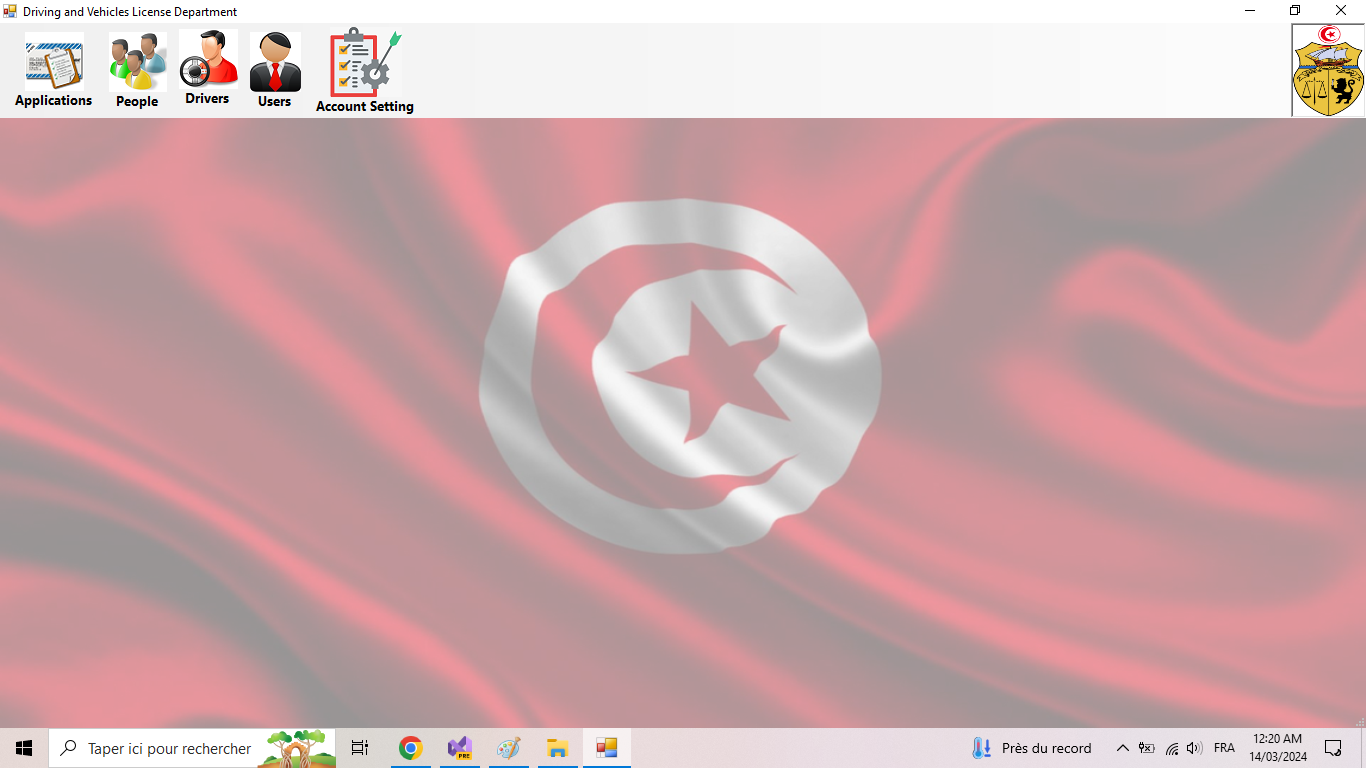 Driving and Vehicles License Department
Applications
People
Drivers
Users
Account Setting
Taper ici pour rechercher
PRE
Près du record
FRA
12:20 AM
14/03/2024